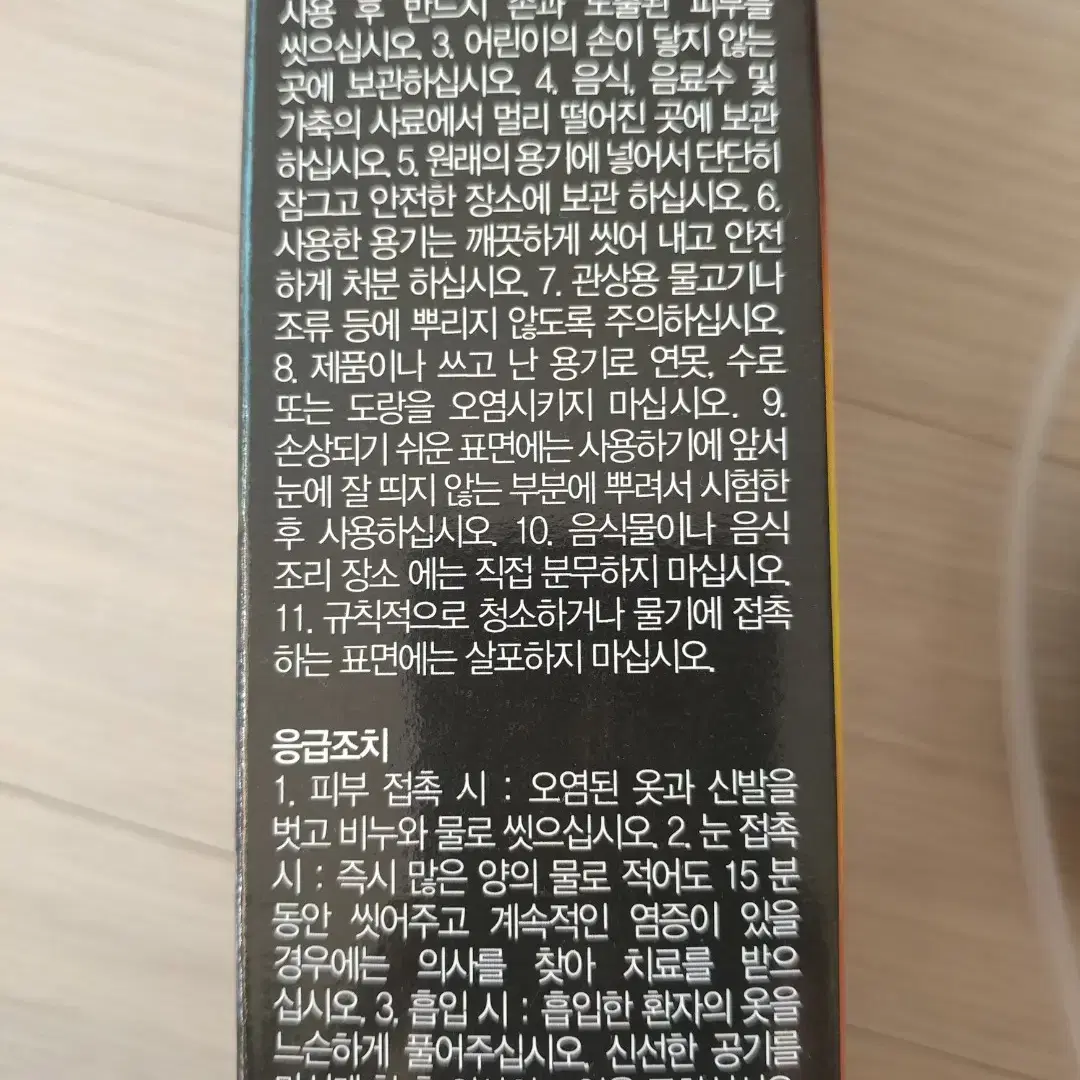 사용 후 반드시 손과 노출된 피부를
씻으십시오. 3. 어린이의 손이 닿지 않는
곳에 보관하십시오. 4. 음식, 음료수 및
가축의 사료에서 멀리 떨어진 곳에 보관
하십시오. 5. 원래의 용기에 넣어서 단단히
잠그고 안전한 장소에 보관 하십시오. 6.
사용한 용기는 깨끗하게 씻어 내고 안전
하게 처분 하십시오. 7. 관상용 물고기나
조류 등에 뿌리지 않도록 주의하십시오.
8. 제품이나 쓰고 난 용기로 연못, 수로
또는 도랑을 오염시키지 마십시오. 9.
손상되기 쉬운 표면에는 사용하기에 앞서
눈에 잘 띄지 않는 부분에 뿌려서 시험한
후 사용하십시오. 10. 음식물이나 음식
조리 장소 에는 직접 분무하지 마십시오.
11. 규칙적으로 청소하거나 물기에 접촉
하는 표면에는 살포하지 마십시오.
응급조치
1. 피부 접촉 시 : 오염된 옷과 신발을
벗고 비누와 물로 씻으십시오. 2. 눈 접촉
시 : 즉시 많은 양의 물로 적어도 15 분
동안 씻어주고 계속적인 염증이 있을
경우에는 의사를 찾아 치료를 받으
십시오. 3. 흡입 시 : 흡입한 환자의 옷을
느슨하게 풀어주십시오. 신선한 공기를